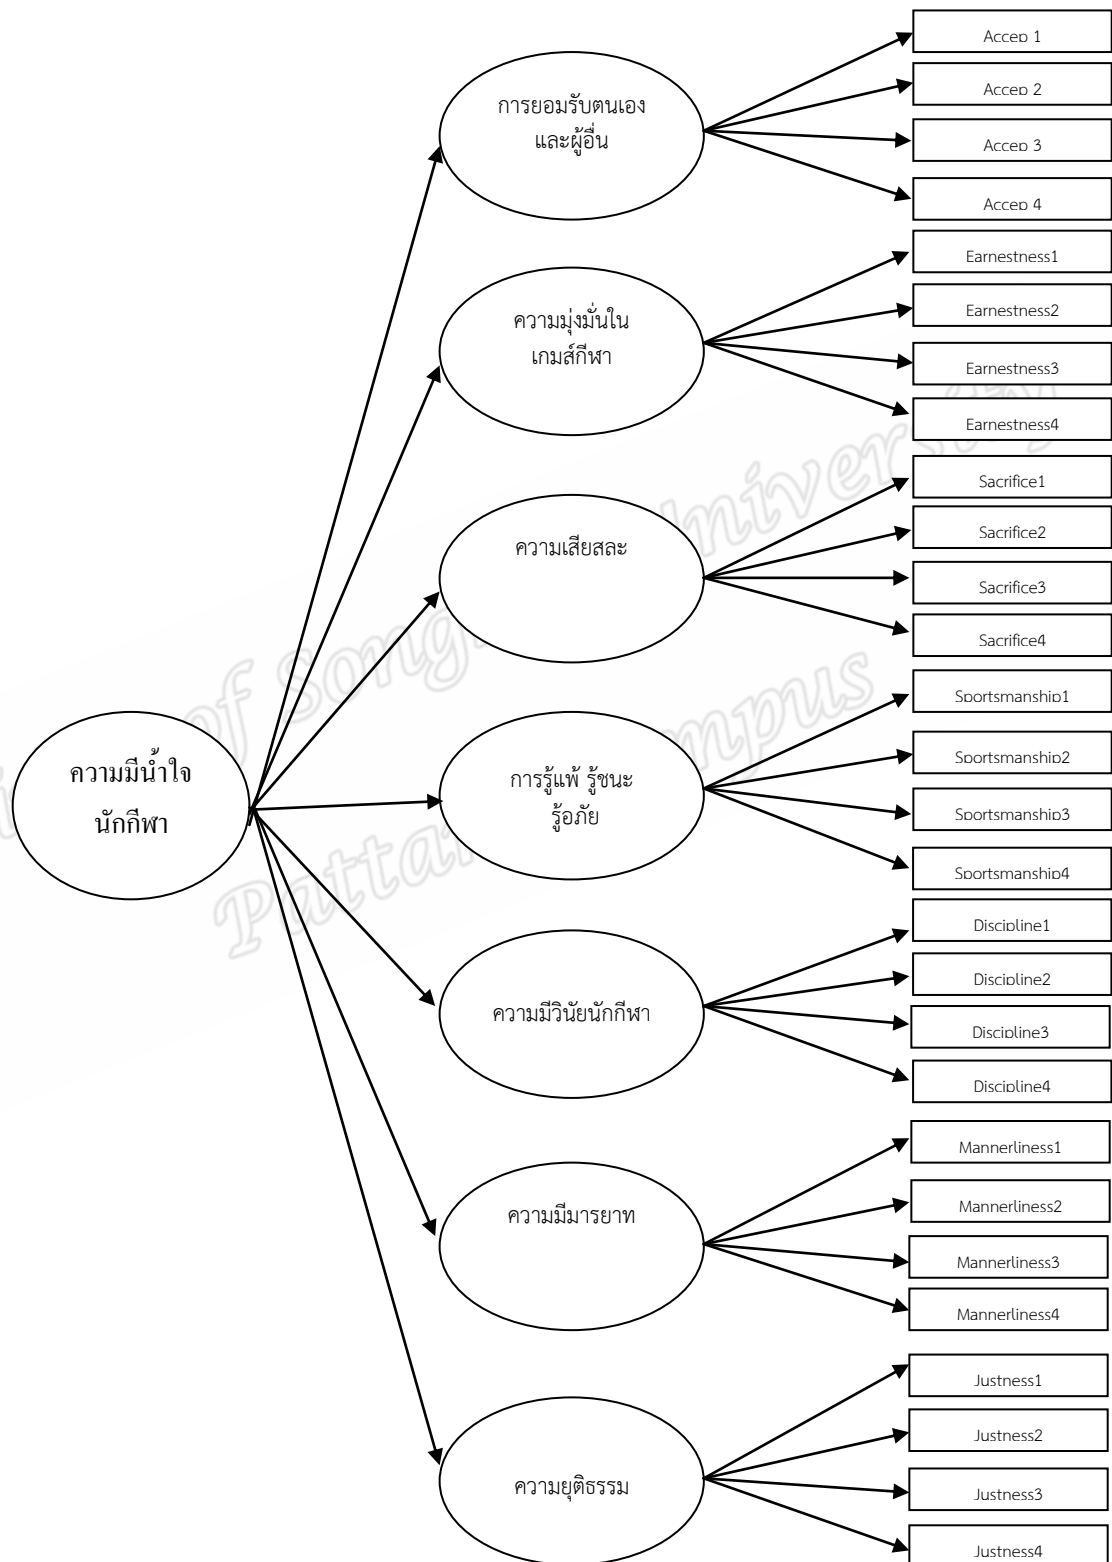 การยอมรับตนเอง
และผู้อื่น
Accep 1
Accep 2
Accep 3
Accep 4
ความมุ่งมั่นใน
เกมส์กีฬา
Earnestness1
Earnestness2
Earnestness3
Earnestness4
ความเสียสละ
Sacrifice1
Sacrifice2
Sacrifice3
Sacrifice4
ความมีน้ำใจ
นักกีฬา
การรู้แพ้ รู้ชนะ
รู้อภัย
Sportsmanship1
Sportsmanship2
Sportsmanship3
Sportsmanship4
ความมีวินัยนักกีฬา
Discipline1
Discipline2
Discipline3
Discipline4
ความมีมารยาท
Mannerliness1
Mannerliness2
Mannerliness3
Mannerliness4
ความยุติธรรม
Justness1
Justness2
Justness3
Justness4
of